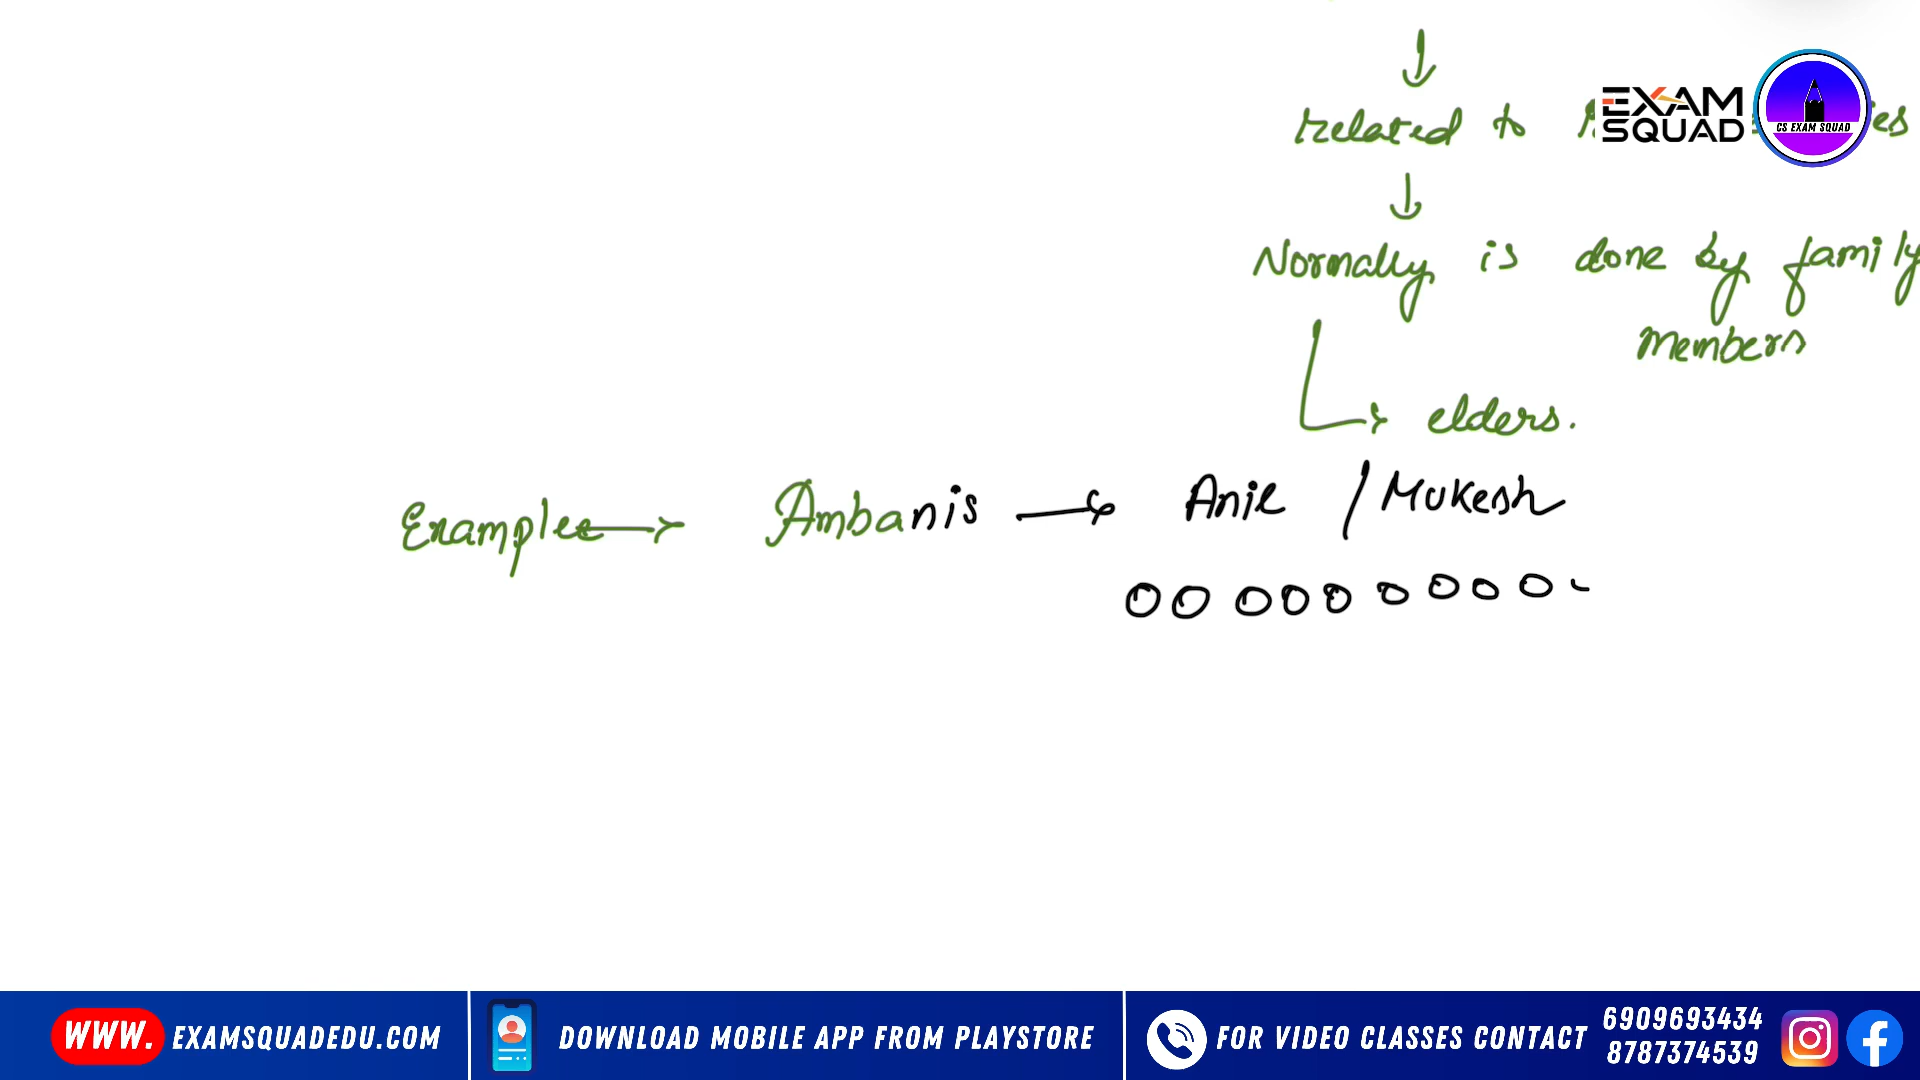 related to
EXAM
SQUAD
CS EXAM SQUAD
Normally is done by family
members
elders.
Example Ambanis Anil / Mukesh
WWW. EXAMSQUADEDU.COM
DOWNLOAD MOBILE APP FROM PLAYSTORE
FOR VIDEO CLASSES CONTACT
6909693434
8787374539